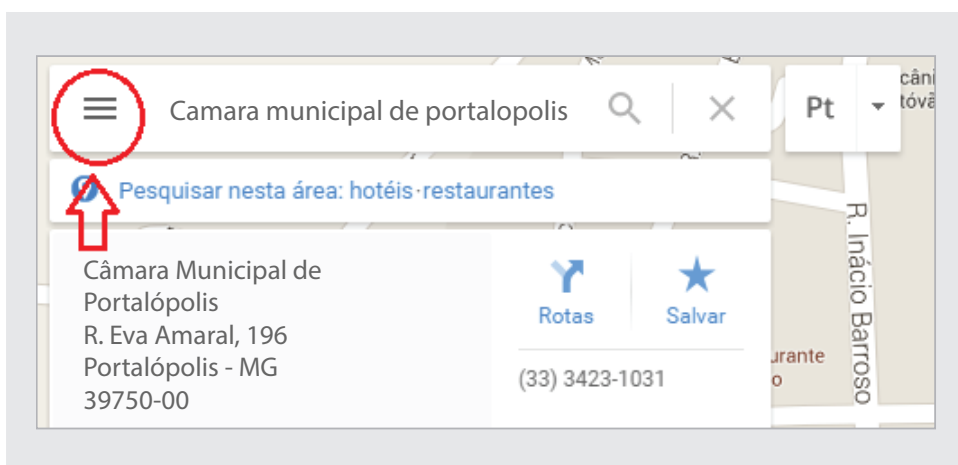 Camara municipal de portalopolis
Pt
Pesquisar nesta área: hotéis·restaurantes
Câmara Municipal de
Portalópolis
R. Eva Amaral, 196
Portalópolis - MG
39750-00
Rotas
Salvar
(33) 3423-1031
R. Inácio Barroso